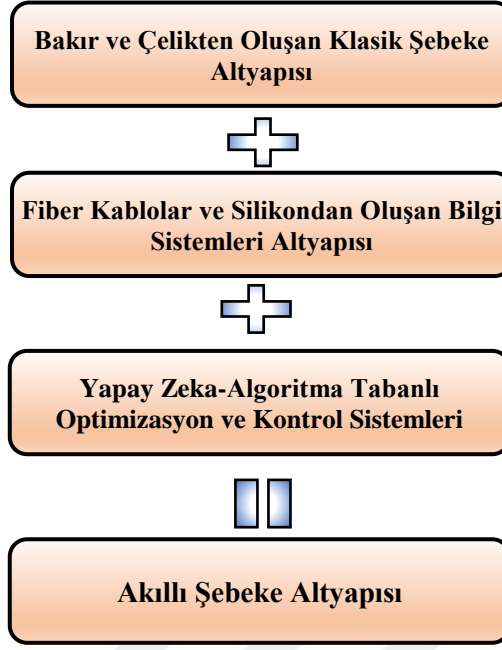 Bakır ve Çelikten Oluşan Klasik Şebeke
Altyapısı
Fiber Kablolar ve Silikondan Oluşan Bilgi
Sistemleri Altyapısı
Yapay Zeka-Algoritma Tabanlı
Optimizasyon ve Kontrol Sistemleri
Akıllı Şebeke Altyapısı